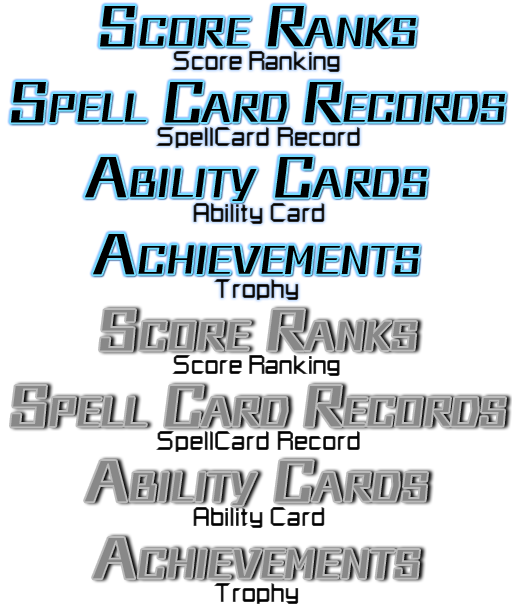 Score Ranks
Score Ranking
Spell Card Records
SpellCard Record
Ability Cards
Ability Card
Achievements
Trophy
Score Ranks
Score Ranking
Spell Card Records
SpellCard Record
Ability Cards
Ability Card
Achievements
Trophy